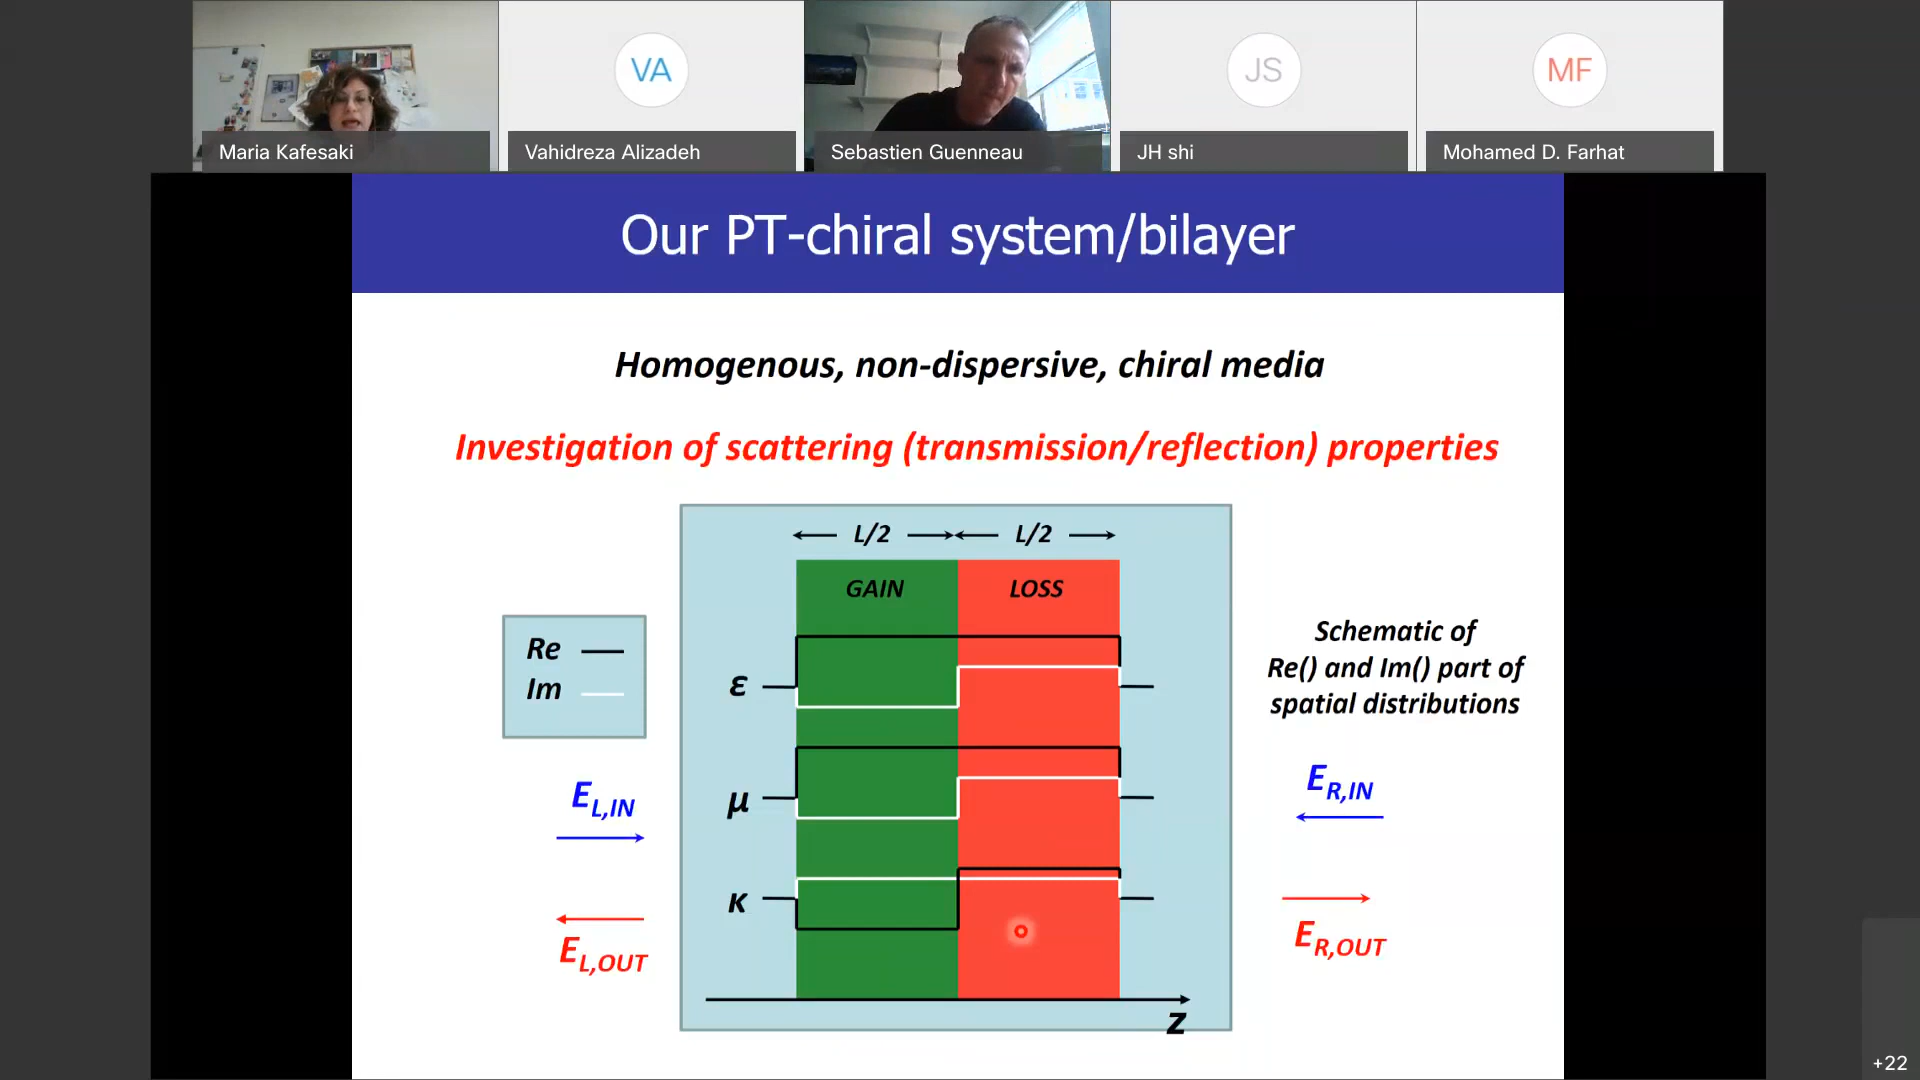 VA
JS
MF
Maria Kafesaki
Vahidreza Alizadeh
Sebastien Guenneau
JH shi
Mohamed D. Farhat
Our PT-chiral system/bilayer
Homogenous, non-dispersive, chiral media
Investigation of scattering (transmission/reflection) properties
L/2
L/2
GAIN
LOSS
Re
Im
ε
μ
κ
Schematic of
Re() and Im() part of
spatial distributions
E_L,IN
E_R,IN
E_L,OUT
E_R,OUT
z
+22